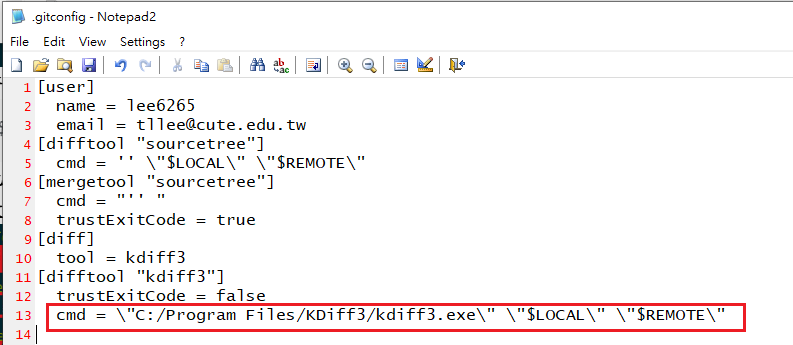 .gitconfig - Notepad2
File Edit View Settings ?
1 [user]
2 name = lee6265
3 email = tllee@cute.edu.tw
4 [difftool "sourcetree"]
5 cmd = '' \"$LOCAL\" \"$REMOTE\"
6 [mergetool "sourcetree"]
7 cmd = "'' "
8 trustExitCode = true
9 [diff]
10 tool = kdiff3
11 [difftool "kdiff3"]
12 trustExitCode = false
13 cmd = \"C:/Program Files/KDiff3/kdiff3.exe\" \"$LOCAL\" \"$REMOTE\"
14